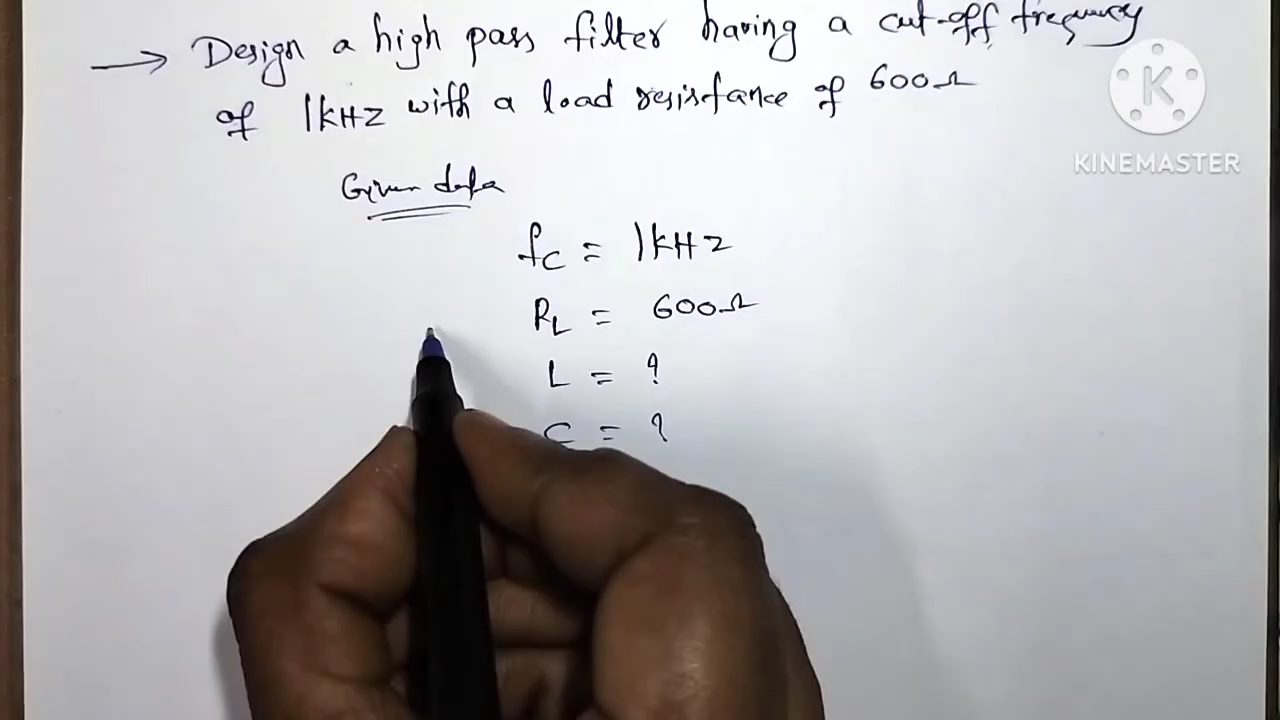 → Design a high pass filter having a cut-off frequency
of 1kHz with a load resistance of 600Ω
K
KINEMASTER
Given data
fc = 1kHz
RL = 600Ω
L = ?
C = ?